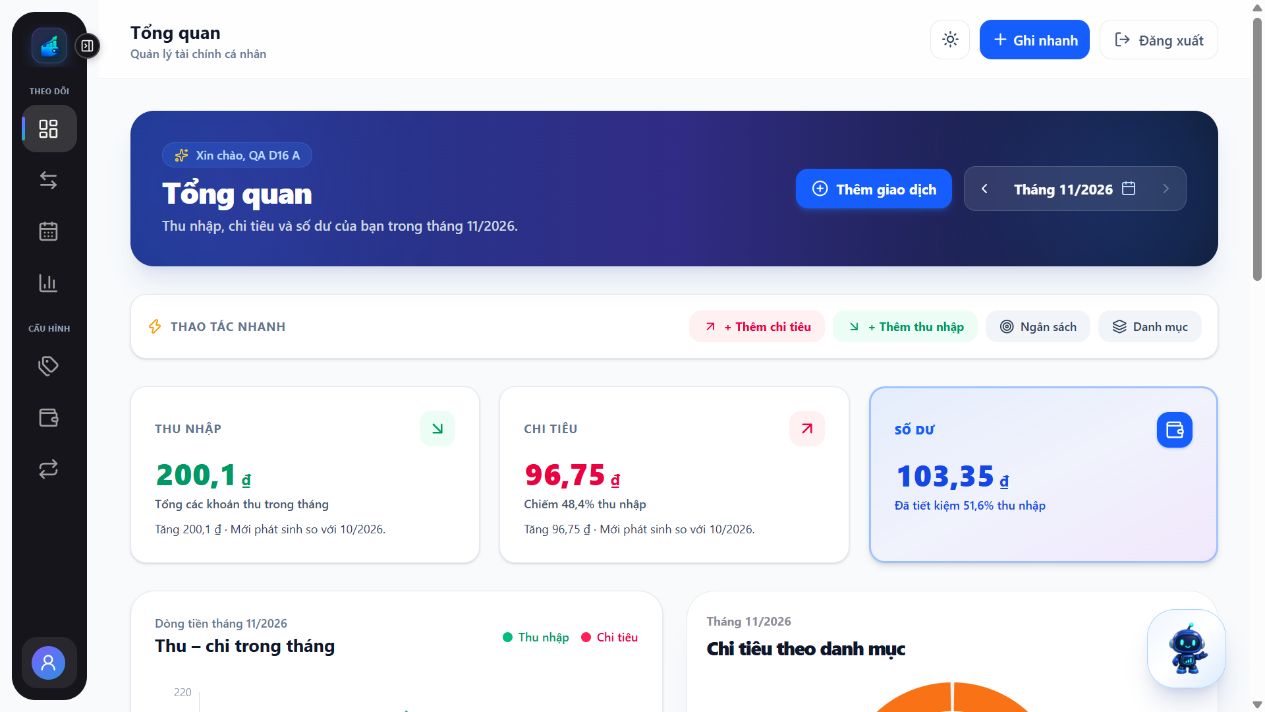 Tổng quan
Quản lý tài chính cá nhân
+ Ghi nhanh
Đăng xuất
THEO DÕI
CẤU HÌNH
Xin chào, QA D16 A
Tổng quan
Thu nhập, chi tiêu và số dư của bạn trong tháng 11/2026.
Thêm giao dịch
Tháng 11/2026
THAO TÁC NHANH
+ Thêm chi tiêu
+ Thêm thu nhập
Ngân sách
Danh mục
THU NHẬP
200,1 ₫
Tổng các khoản thu trong tháng
Tăng 200,1 ₫ · Mới phát sinh so với 10/2026.
CHI TIÊU
96,75 ₫
Chiếm 48,4% thu nhập
Tăng 96,75 ₫ · Mới phát sinh so với 10/2026.
SỐ DƯ
103,35 ₫
Đã tiết kiệm 51,6% thu nhập
Dòng tiền tháng 11/2026
Thu – chi trong tháng
Thu nhập
Chi tiêu
220
Tháng 11/2026
Chi tiêu theo danh mục